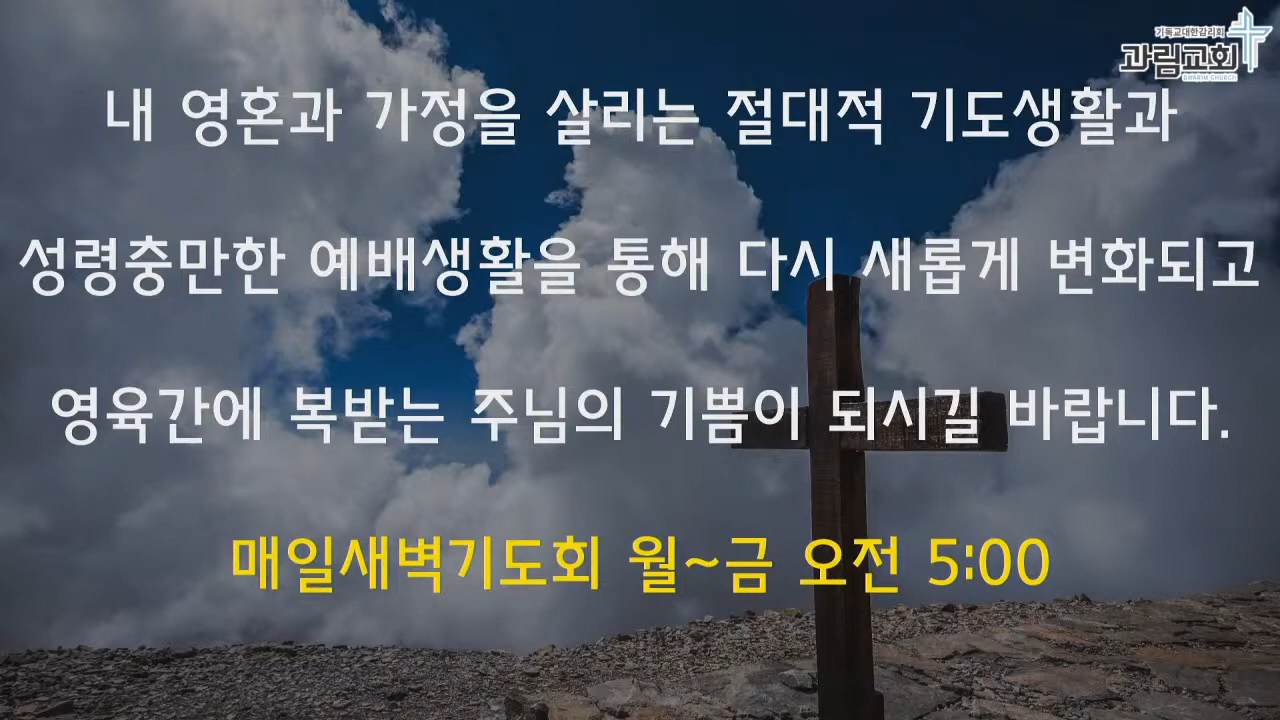 기독교대한감리회
과림교회
GWARIM CHURCH
내 영혼과 가정을 살리는 절대적 기도생활과
성령충만한 예배생활을 통해 다시 새롭게 변화되고
영육간에 복받는 주님의 기쁨이 되시길 바랍니다.
매일새벽기도회 월~금 오전 5:00